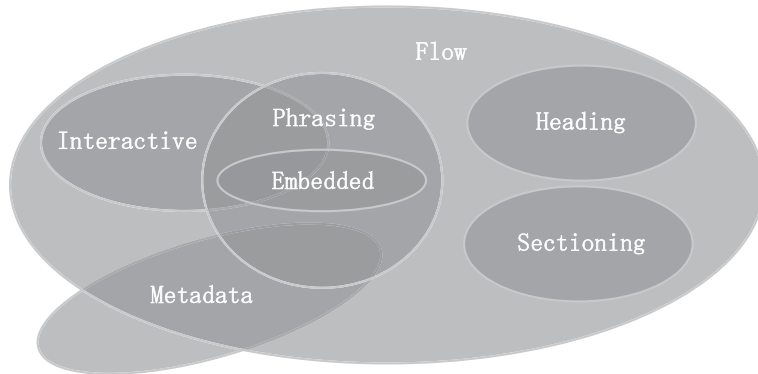 Flow
Phrasing
Heading
Interactive
Embedded
Sectioning
Metadata